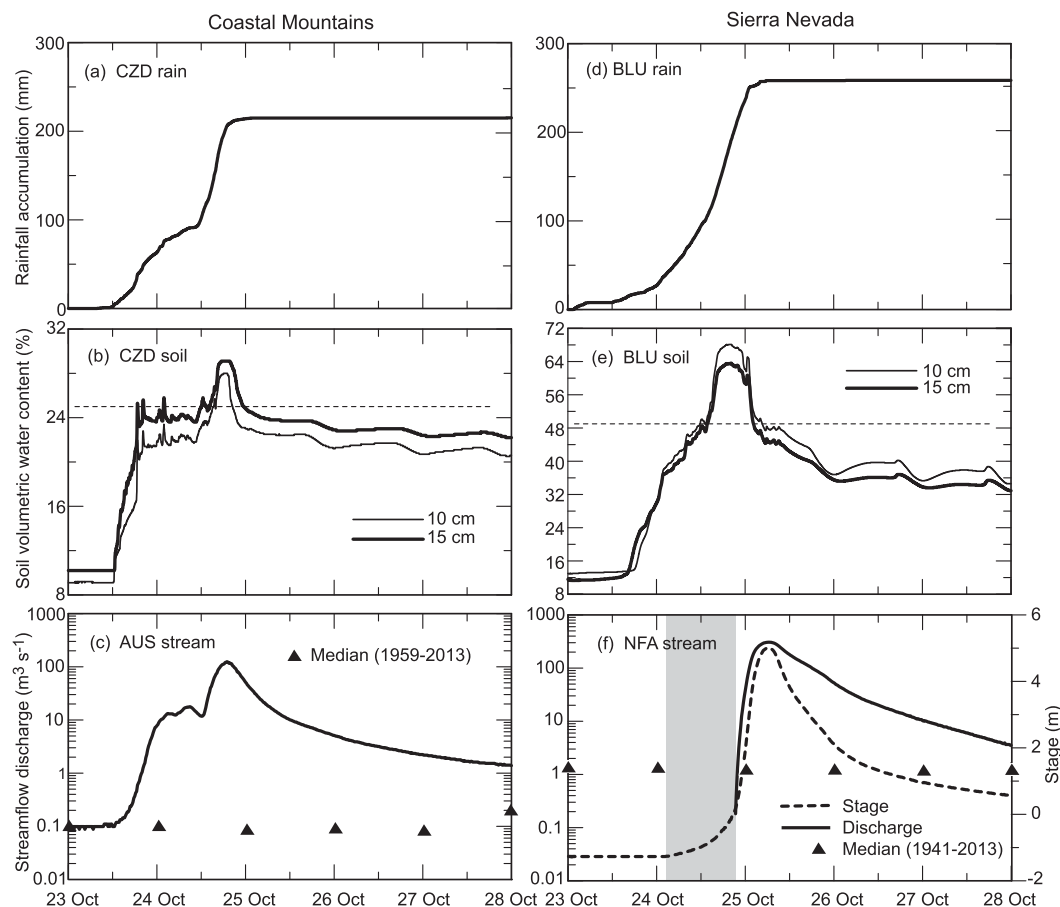 Coastal Mountains
Sierra Nevada
Rainfall accumulation (mm)
300
200
100
0
(a) CZD rain
300
200
100
0
(d) BLU rain
Soil volumetric water content (%)
32
24
16
8
(b) CZD soil
10 cm
15 cm
72
64
56
48
40
32
24
16
8
(e) BLU soil
10 cm
15 cm
Streamflow discharge (m³ s⁻¹)
1000
100
10
1
0.1
0.01
(c) AUS stream
Median (1959-2013)
23 Oct 24 Oct 25 Oct 26 Oct 27 Oct 28 Oct
1000
100
10
1
0.1
0.01
(f) NFA stream
Stage
Discharge
Median (1941-2013)
6
4
2
0
-2
Stage (m)
24 Oct 25 Oct 26 Oct 27 Oct 28 Oct